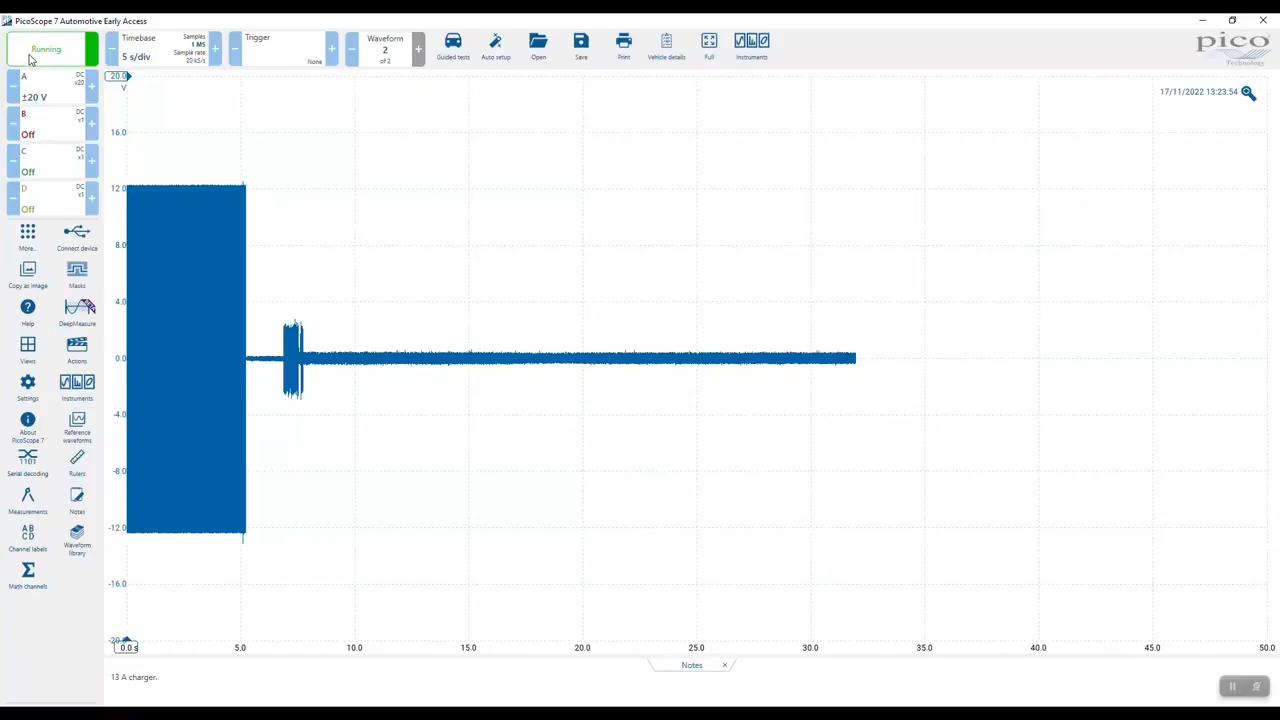 PicoScope 7 Automotive Early Access
Running
Timebase
5 s/div
Samples
1 MS
Sample rate
20 kS/s
Trigger
None
Waveform
2
of 2
Guided tests
Auto setup
Open
Save
Print
Vehicle details
Full
Instruments
pico
Technology
A
DC
x20
±20 V
B
DC
x1
Off
C
DC
x1
Off
D
DC
x1
Off
More...
Connect device
Copy as image
Masks
Help
DeepMeasure
Views
Actions
Settings
Instruments
About
PicoScope 7
Reference
waveforms
Serial decoding
Rulers
Measurements
Notes
Channel labels
Waveform
library
Math channels
17/11/2022 13:23:54
20.0
V
16.0
12.0
8.0
4.0
0.0
-4.0
-8.0
-12.0
-16.0
-20.0
0.0 s
5.0
10.0
15.0
20.0
25.0
30.0
35.0
40.0
45.0
50.0
Notes
13 A charger.